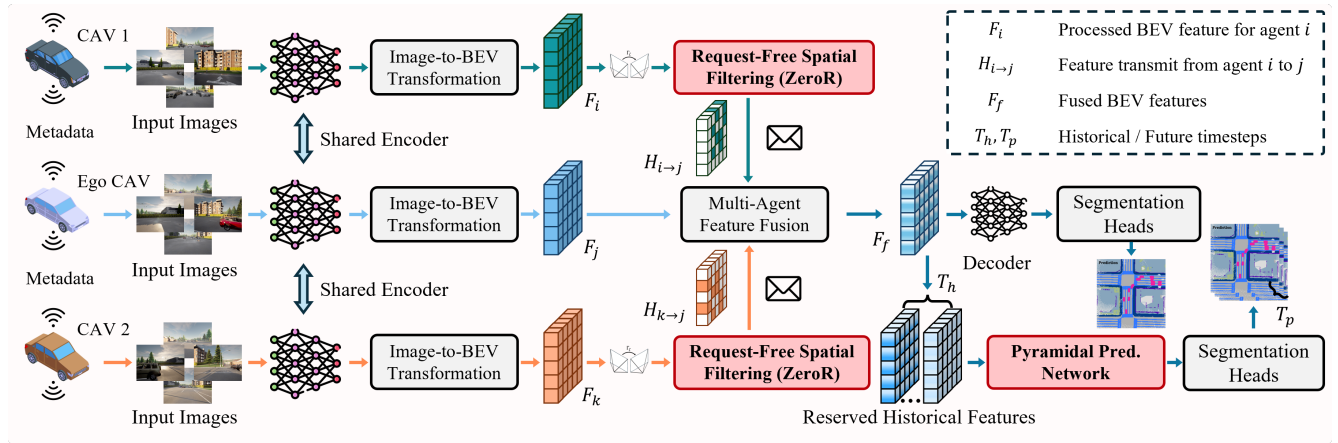 CAV 1
Metadata
Input Images
Image-to-BEV
Transformation
F_i
Request-Free Spatial
Filtering (ZeroR)
F_i Processed BEV feature for agent i
H_{i→j} Feature transmit from agent i to j
F_f Fused BEV features
T_h, T_p Historical / Future timesteps
Shared Encoder
H_{i→j}
Ego CAV
Metadata
Input Images
Image-to-BEV
Transformation
F_j
Multi-Agent
Feature Fusion
F_f
Decoder
Segmentation
Heads
Shared Encoder
H_{k→j}
T_h
T_p
CAV 2
Input Images
Image-to-BEV
Transformation
F_k
Request-Free Spatial
Filtering (ZeroR)
Reserved Historical Features
Pyramidal Pred.
Network
Segmentation
Heads
Prediction